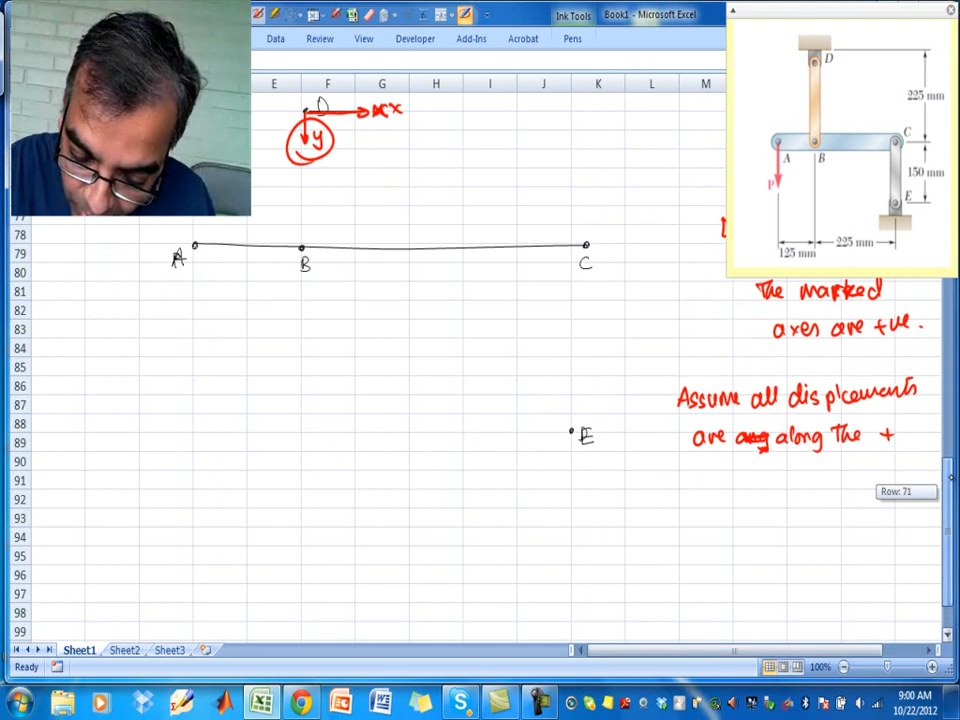 Ink Tools
Book1 - Microsoft Excel
Data Review View Developer Add-Ins Acrobat Pens
E F G H I J K L M
D
x
y
D
225 mm
C
A B
150 mm
P
E
225 mm
125 mm
77
78
79
80
81
82
83
84
85
86
87
88
89
90
91
92
93
94
95
96
97
98
99
A B C
E
The marked
axes are +ve.
Assume all displacements
are along the +
Row: 71
Sheet1 Sheet2 Sheet3
Ready
100%
9:00 AM
10/22/2012